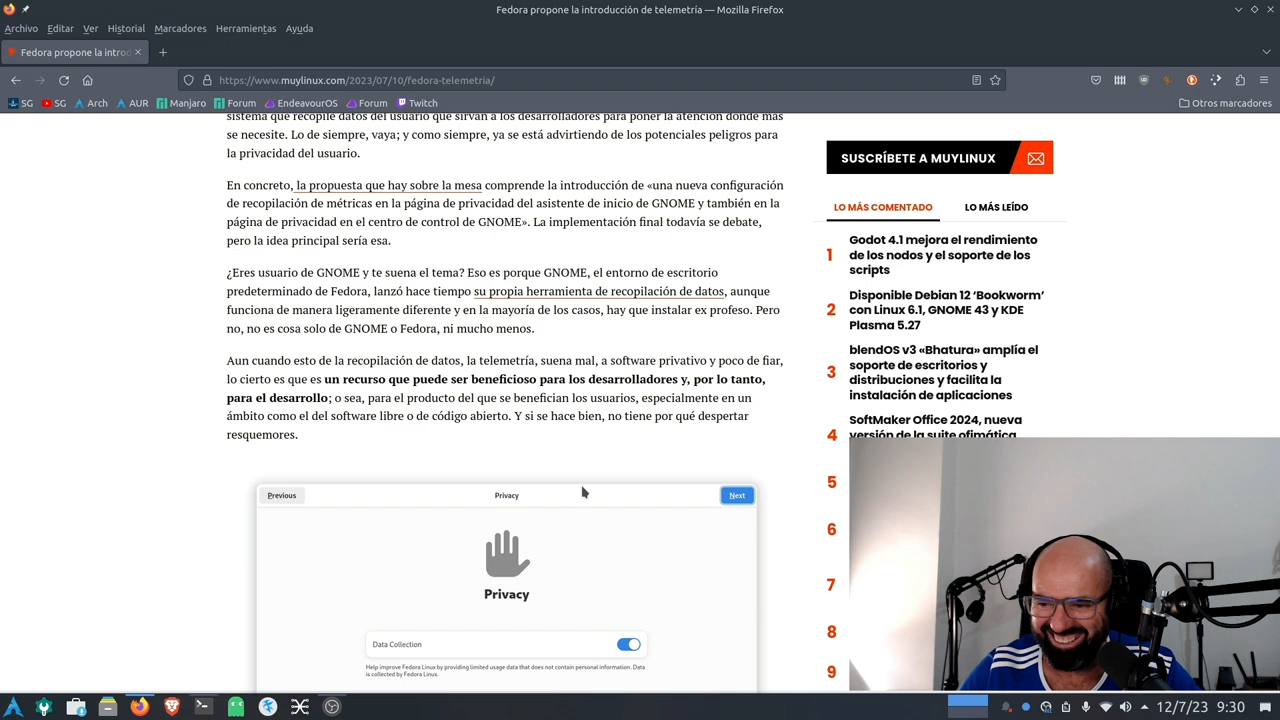 Fedora propone la introducción de telemetría — Mozilla Firefox
Archivo Editar Ver Historial Marcadores Herramientas Ayuda
Fedora propone la introd
https://www.muylinux.com/2023/07/10/fedora-telemetria/
SG SG Arch AUR Manjaro Forum EndeavourOS Forum Twitch Otros marcadores
sistema que recopile datos del usuario que sirvan a los desarrolladores para poner la atención donde más
se necesite. Lo de siempre, vaya; y como siempre, ya se está advirtiendo de los potenciales peligros para
la privacidad del usuario.
En concreto, la propuesta que hay sobre la mesa comprende la introducción de «una nueva configuración
de recopilación de métricas en la página de privacidad del asistente de inicio de GNOME y también en la
página de privacidad en el centro de control de GNOME». La implementación final todavía se debate,
pero la idea principal sería esa.
¿Eres usuario de GNOME y te suena el tema? Eso es porque GNOME, el entorno de escritorio
predeterminado de Fedora, lanzó hace tiempo su propia herramienta de recopilación de datos, aunque
funciona de manera ligeramente diferente y en la mayoría de los casos, hay que instalar ex profeso. Pero
no, no es cosa solo de GNOME o Fedora, ni mucho menos.
Aun cuando esto de la recopilación de datos, la telemetría, suena mal, a software privativo y poco de fiar,
lo cierto es que es un recurso que puede ser beneficioso para los desarrolladores y, por lo tanto,
para el desarrollo; o sea, para el producto del que se benefician los usuarios, especialmente en un
ámbito como el del software libre o de código abierto. Y si se hace bien, no tiene por qué despertar
resquemores.
Previous Privacy Next
Privacy
Data Collection
Help improve Fedora Linux by providing limited usage data that does not contain personal information. Data
is collected by Fedora Linux.
SUSCRÍBETE A MUYLINUX
LO MÁS COMENTADO LO MÁS LEÍDO
1 Godot 4.1 mejora el rendimiento
de los nodos y el soporte de los
scripts
2 Disponible Debian 12 ‘Bookworm’
con Linux 6.1, GNOME 43 y KDE
Plasma 5.27
3 blendOS v3 «Bhatura» amplía el
soporte de escritorios y
distribuciones y facilita la
instalación de aplicaciones
4 SoftMaker Office 2024, nueva
versión de la suite ofimática
5
6
7
8
9
12/7/23 9:30